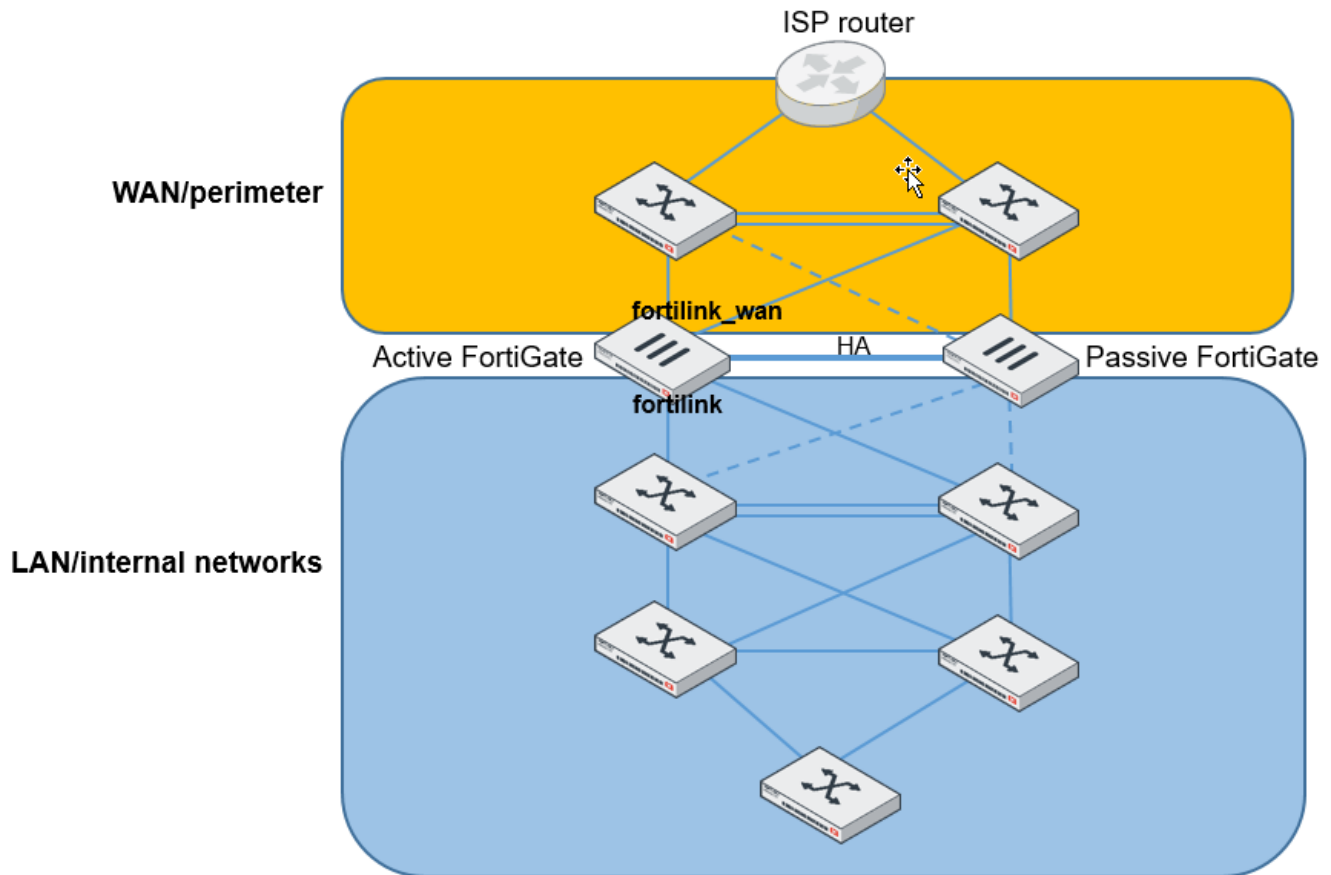 ISP router
WAN/perimeter
fortilink_wan
Active FortiGate
HA
Passive FortiGate
fortilink
LAN/internal networks